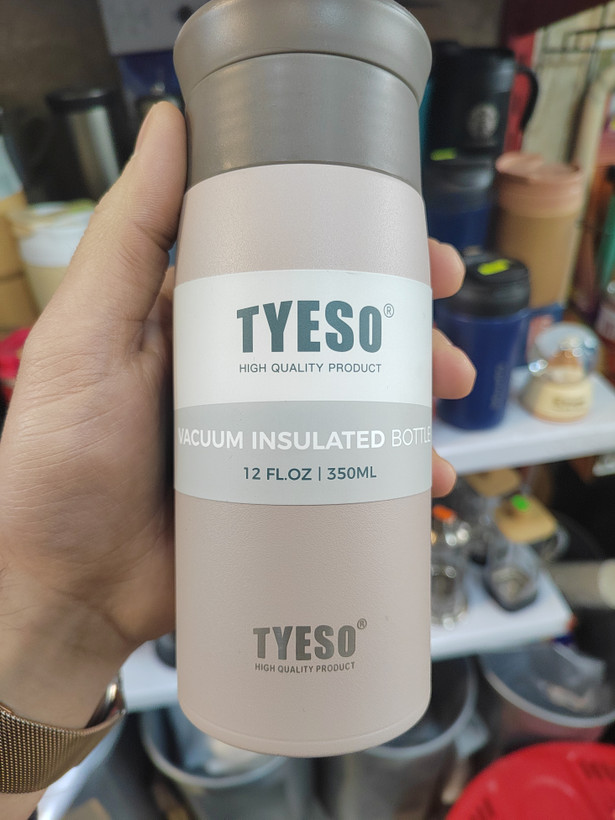 TYESO®
HIGH QUALITY PRODUCT
VACUUM INSULATED BOTTLE
12 FL.OZ | 350ML
TYESO®
HIGH QUALITY PRODUCT